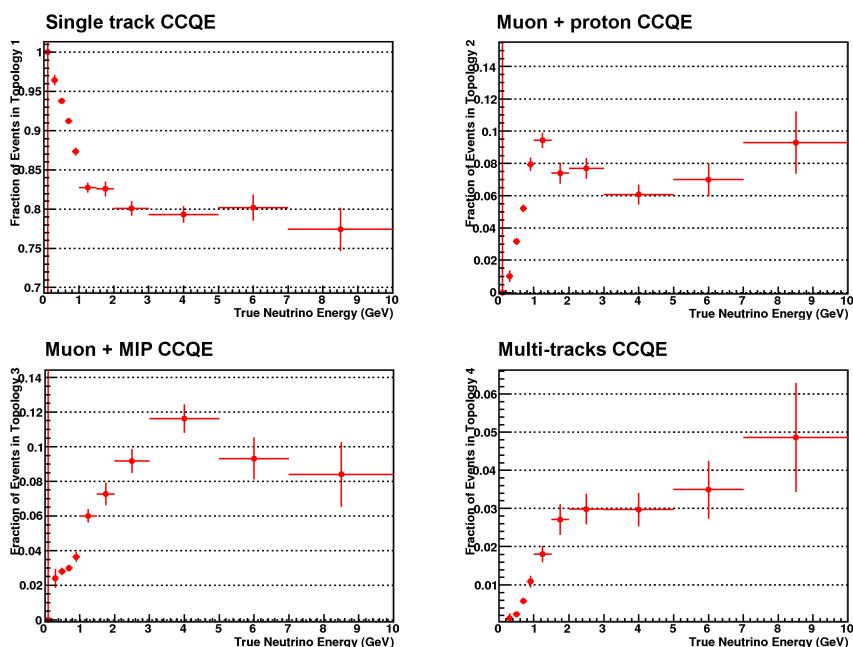 Single track CCQE
Fraction of Events in Topology 1
1
0.95
0.9
0.85
0.8
0.75
0.7
0 1 2 3 4 5 6 7 8 9 10
True Neutrino Energy (GeV)
Muon + proton CCQE
Fraction of Events in Topology 2
0.14
0.12
0.1
0.08
0.06
0.04
0.02
0
0 1 2 3 4 5 6 7 8 9 10
True Neutrino Energy (GeV)
Muon + MIP CCQE
Fraction of Events in Topology 3
0.14
0.12
0.1
0.08
0.06
0.04
0.02
0
0 1 2 3 4 5 6 7 8 9 10
True Neutrino Energy (GeV)
Multi-tracks CCQE
Fraction of Events in Topology 4
0.06
0.05
0.04
0.03
0.02
0.01
0 1 2 3 4 5 6 7 8 9 10
True Neutrino Energy (GeV)